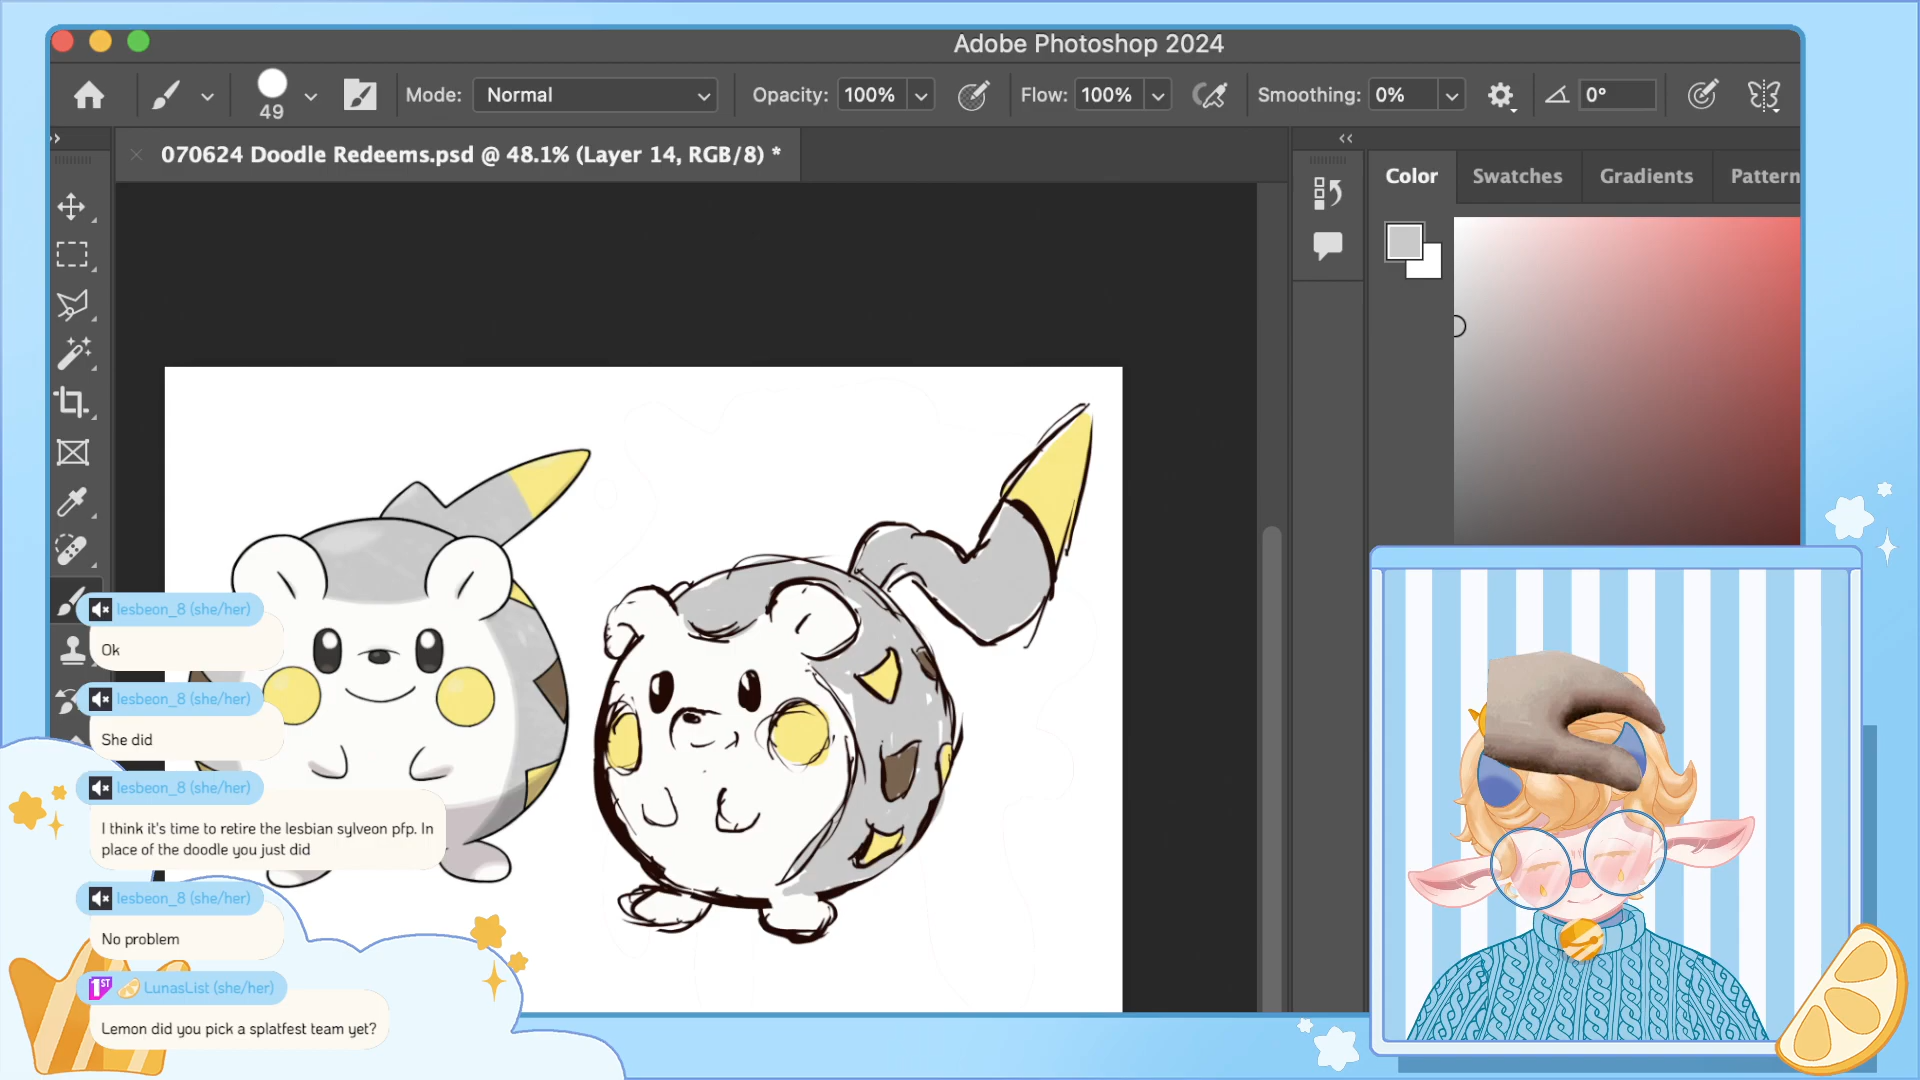 Adobe Photoshop 2024
49
Mode: Normal Opacity: 100% Flow: 100% Smoothing: 0% 0°
070624 Doodle Redeems.psd @ 48.1% (Layer 14, RGB/8) *
Color Swatches Gradients Pattern
lesbeon_8 (she/her)
Ok
lesbeon_8 (she/her)
She did
lesbeon_8 (she/her)
I think it's time to retire the lesbian sylveon pfp. In
place of the doodle you just did
lesbeon_8 (she/her)
No problem
1ST LunasList (she/her)
Lemon did you pick a splatfest team yet?